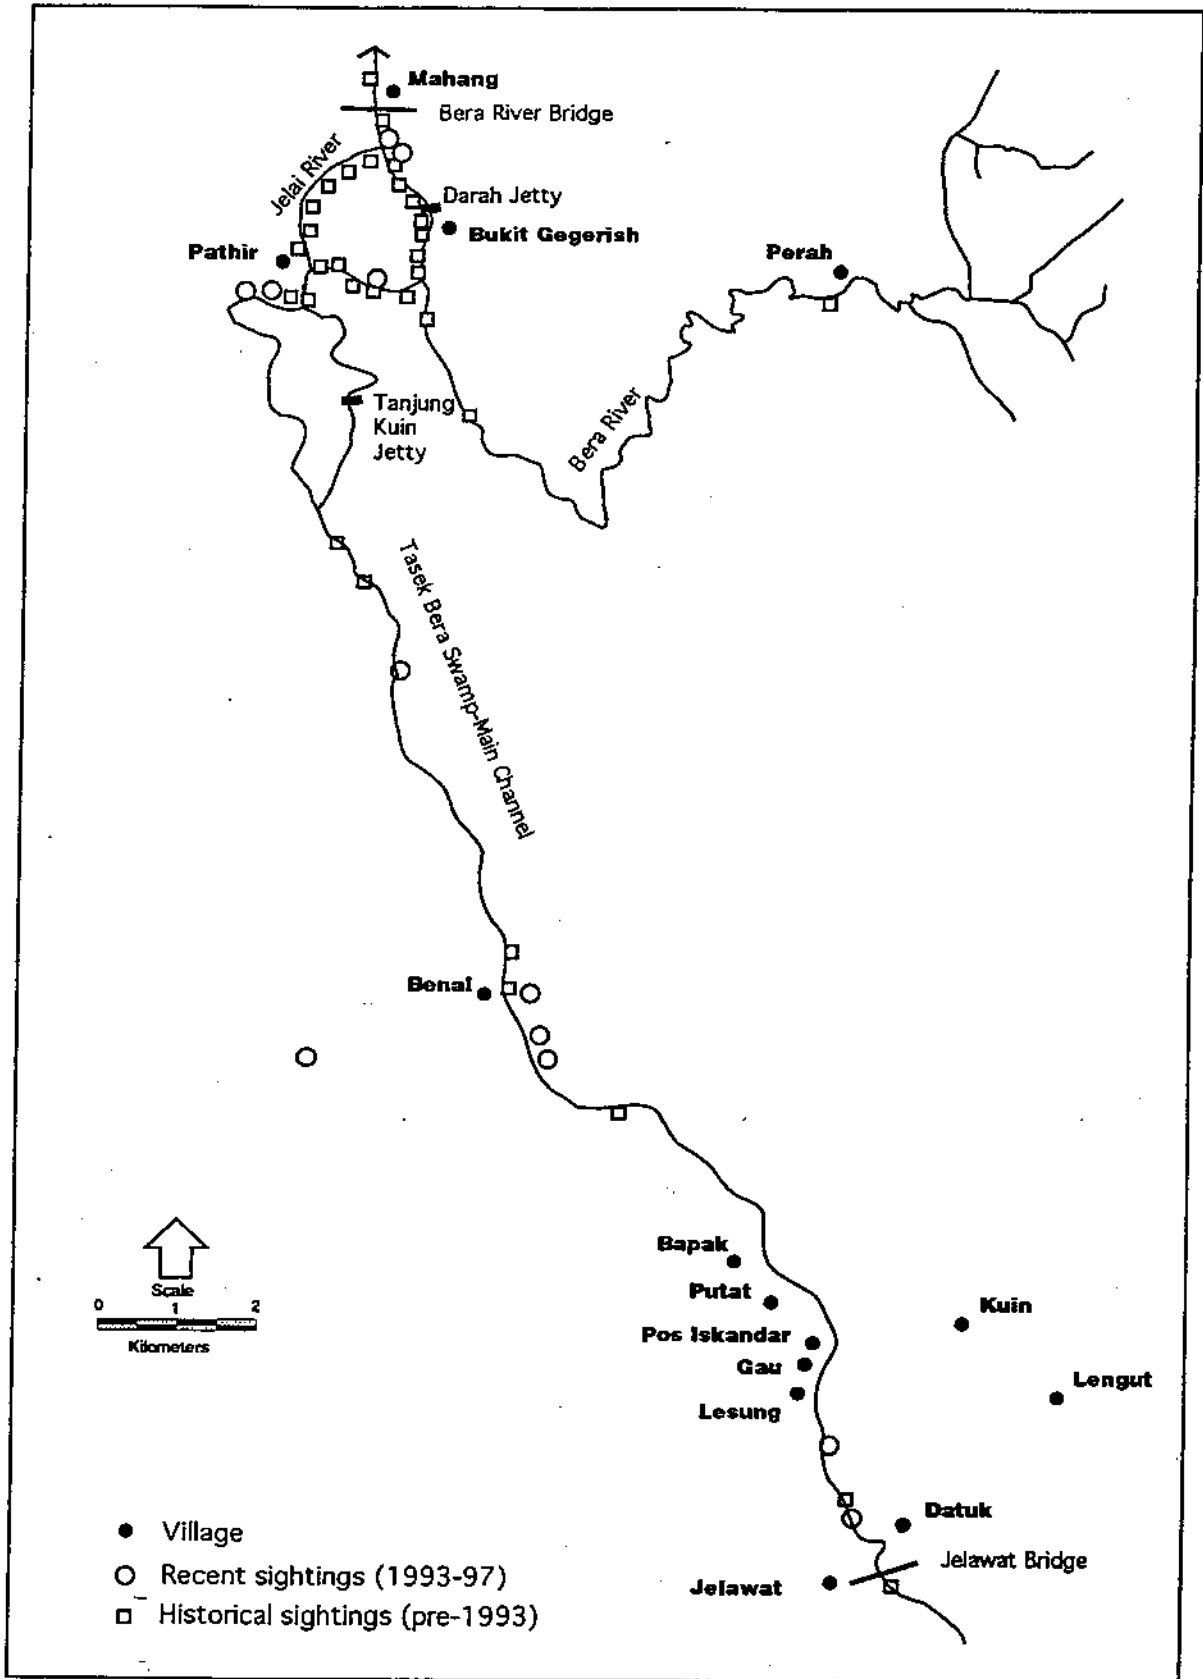 Mahang
Bera River Bridge
Jelai River
Darah Jetty
Bukit Gegerish
Pathir
Perah
Tanjung
Kuin
Jetty
Bera River
Tasek Bera Swamp-Main Channel
Benal
Bapak
Putat
Pos Iskandar
Gau
Lesung
Kuin
Lengut
Scale
0 1 2
Kilometers
Datuk
Jelawat Bridge
Jelawat
Village
Recent sightings (1993-97)
Historical sightings (pre-1993)